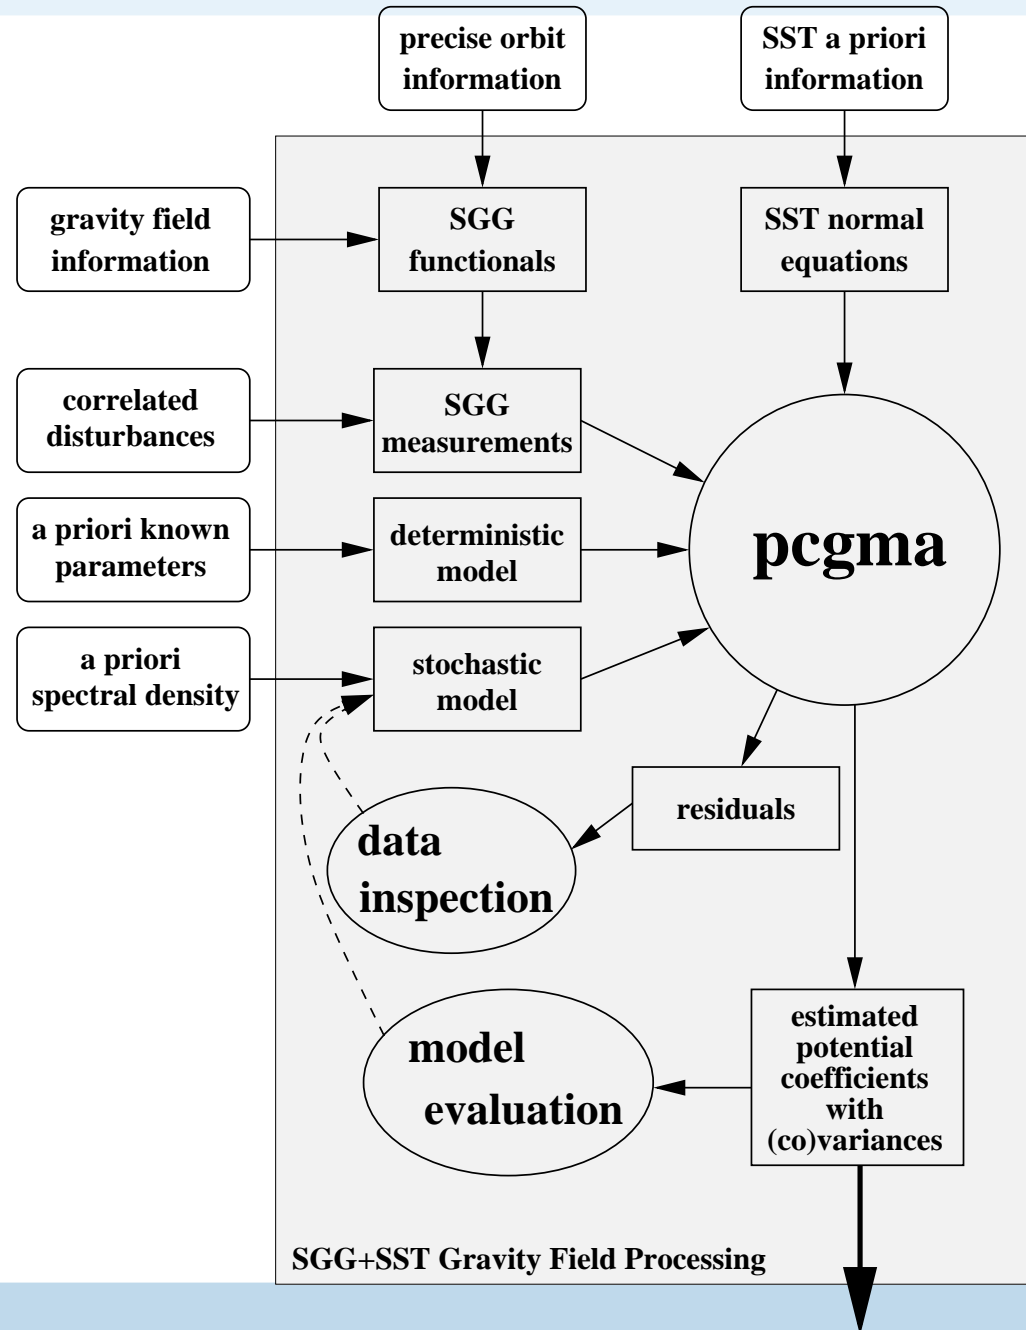 precise orbit
information
SST a priori
information
gravity field
information
SGG
functionals
SST normal
equations
correlated
disturbances
SGG
measurements
a priori known
parameters
deterministic
model
pcgma
a priori
spectral density
stochastic
model
residuals
data
inspection
model
evaluation
estimated
potential
coefficients
with
(co)variances
SGG+SST Gravity Field Processing